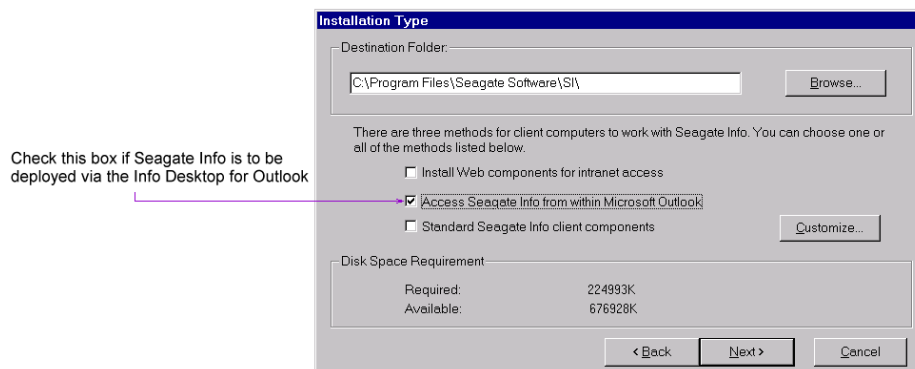 Installation Type
Destination Folder:
C:\Program Files\Seagate Software\SI\
Browse...
There are three methods for client computers to work with Seagate Info. You can choose one or
all of the methods listed below.
Install Web components for intranet access
Check this box if Seagate Info is to be
deployed via the Info Desktop for Outlook
Access Seagate Info from within Microsoft Outlook
Standard Seagate Info client components
Customize...
Disk Space Requirement
Required: 224993K
Available: 676928K
< Back
Next >
Cancel